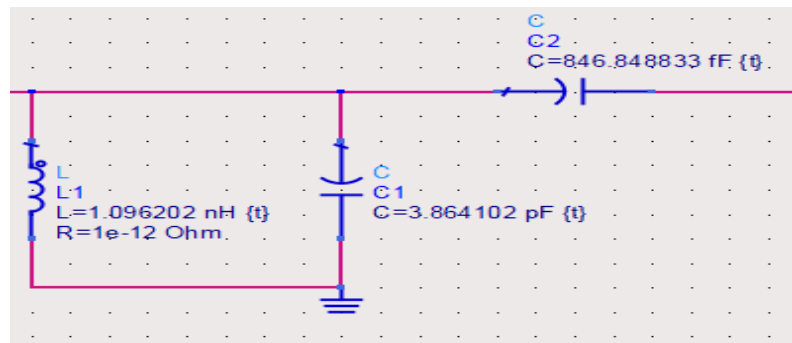 C
C2
C=846.848833 fF {t}
L
L1
L=1.096202 nH {t}
R=1e-12 Ohm
C
C1
C=3.864102 pF {t}